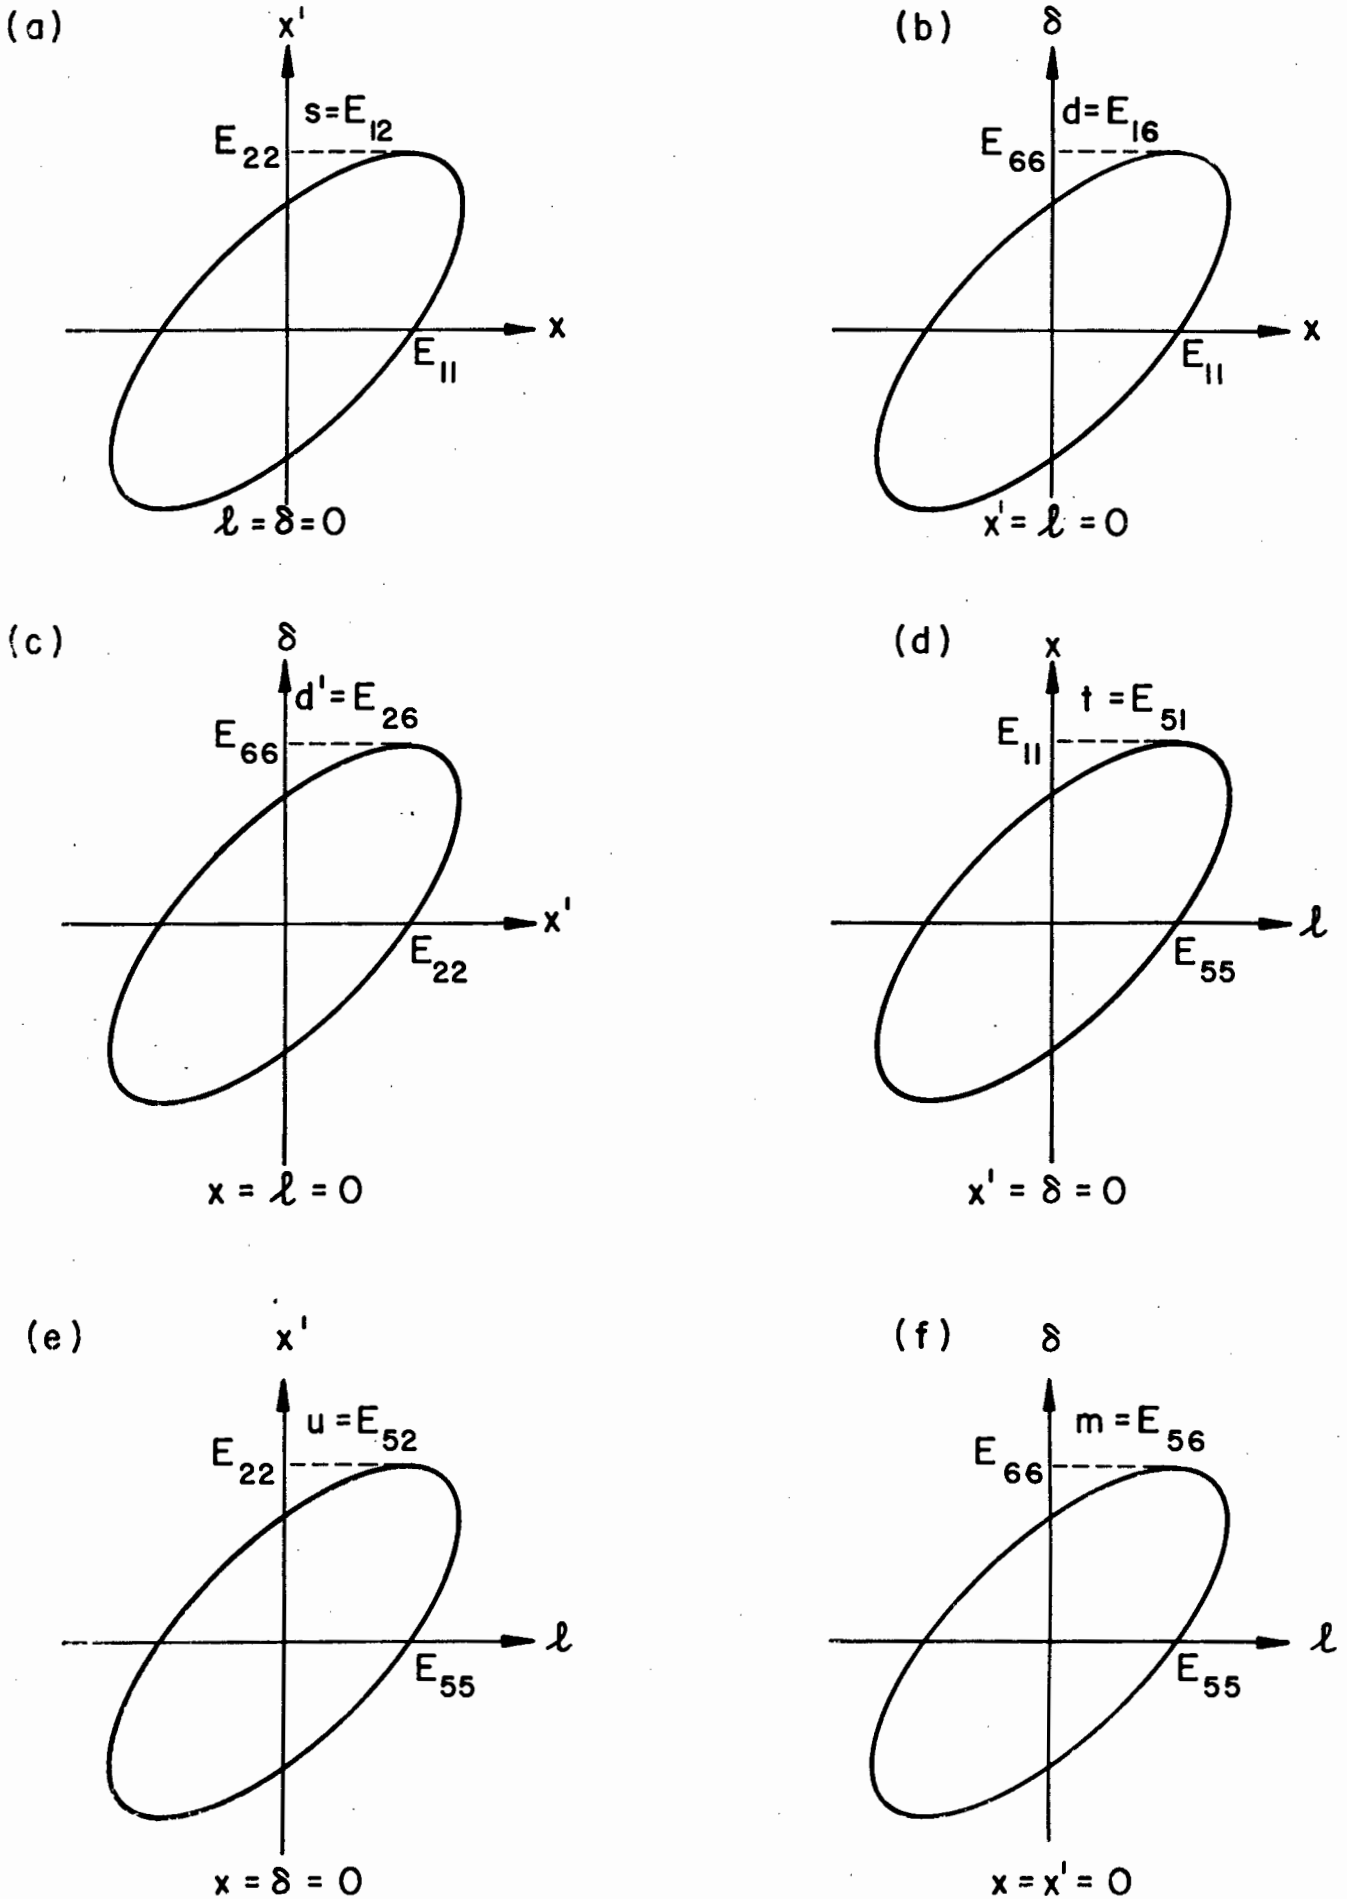 (a)
x'
s=E₁₂
E₂₂
x
E₁₁
ℓ = δ = 0
(b)
δ
d=E₁₆
E₆₆
x
E₁₁
x' = ℓ = 0
(c)
δ
d'=E₂₆
E₆₆
x'
E₂₂
x = ℓ = 0
(d)
x
t = E₅₁
E₁₁
ℓ
E₅₅
x' = δ = 0
(e)
x'
u = E₅₂
E₂₂
ℓ
E₅₅
x = δ = 0
(f)
δ
m = E₅₆
E₆₆
ℓ
E₅₅
x = x' = 0